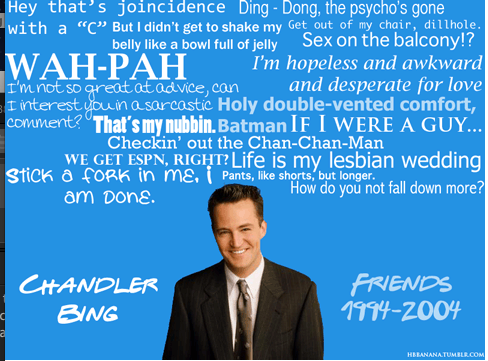 Hey that's joincidence
with a "C"
Ding - Dong, the psycho's gone
But I didn't get to shake my
belly like a bowl full of jelly
Get out of my chair, dillhole.
Sex on the balcony!?
WAH-PAH
I'm hopeless and awkward
and desperate for love
I'm not so great at advice, can
I interest you in a sarcastic
comment?
Holy double-vented comfort,
Batman
That's my nubbin.
If I were a guy...
Checkin' out the Chan-Chan-Man
we get ESPN, right?
Life is my lesbian wedding
Stick a fork in me, i
am done.
Pants, like shorts, but longer.
How do you not fall down more?
Chandler
Bing
Friends
1994-2004
hbbanana.tumblr.com